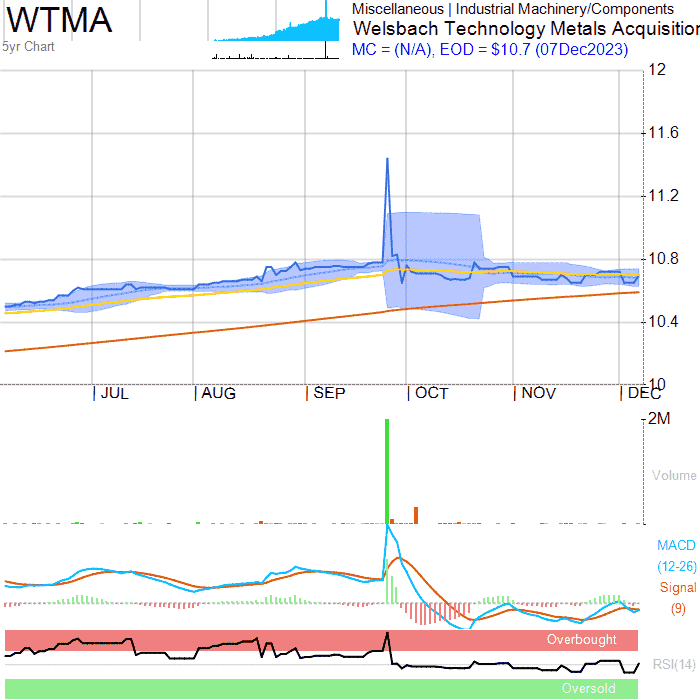 WTMA
5yr Chart
Miscellaneous | Industrial Machinery/Components
Welsbach Technology Metals Acquisition
MC = (N/A), EOD = $10.7 (07Dec2023)
12
11.6
11.2
10.8
10.4
10
JUL
AUG
SEP
OCT
NOV
DEC
2M
Volume
MACD
(12-26)
Signal
(9)
Overbought
RSI(14)
Oversold